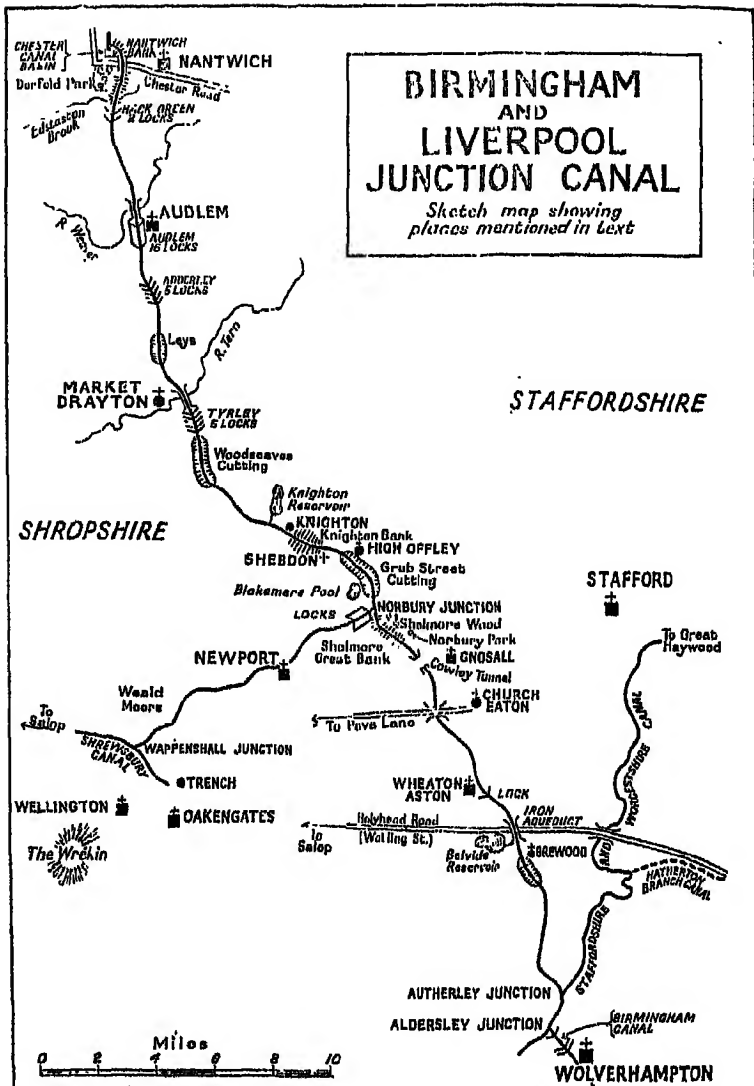 BIRMINGHAM
AND
LIVERPOOL
JUNCTION CANAL
Sketch map showing
places mentioned in text
CHESTER
CANAL
BASIN
NANTWICH
BANK
NANTWICH
Dorfold Park
Chester Road
HACK GREEN
2 LOCKS
Edleston
Brook
R. Weaver
AUDLEM
AUDLEM
15 LOCKS
ADDERLEY
5 LOCKS
Leys
R. Tern
MARKET
DRAYTON
TYRLEY
5 LOCKS
STAFFORDSHIRE
Woodseaves
Cutting
Knighton
Reservoir
SHROPSHIRE
KNIGHTON
Knighton Bank
SHEBDON
HIGH OFFLEY
Grub Street
Cutting
Blakemere Pool
STAFFORD
LOCKS
NORBURY JUNCTION
Shelmore Wood
Norbury Park
Shelmore
Great Bank
GNOSALL
To Great
Haywood
NEWPORT
Cowley Tunnel
Weald
Moors
CHURCH
EATON
To Pave Lane
To
Salop
SHREWSBURY
CANAL
WAPPENSHALL JUNCTION
TRENCH
WHEATON
ASTON
LOCK
WELLINGTON
OAKENGATES
IRON
AQUEDUCT
Holyhead Road
(Watling St.)
To
Salop
The Wrekin
Belvide
Reservoir
BREWOOD
STAFFORDSHIRE
AND
WORCESTSHIRE CANAL
HATHERTON
BRANCH CANAL
AUTHERLEY JUNCTION
ALDERSLEY JUNCTION
BIRMINGHAM
CANAL
WOLVERHAMPTON
Miles
0 2 4 6 8 10